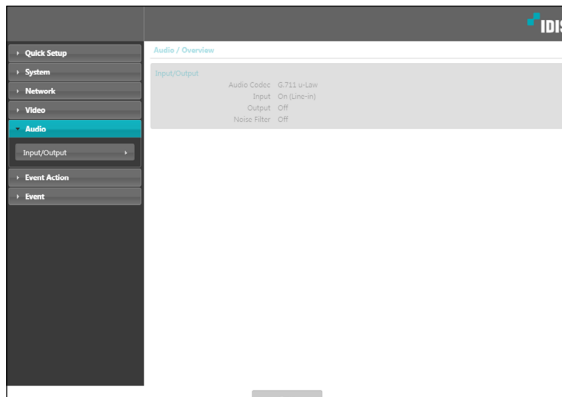 IDIS
Quick Setup
System
Network
Video
Audio
Input/Output
Event Action
Event
Audio / Overview
Input/Output
Audio Codec G.711 u-Law
Input On (Line-in)
Output Off
Noise Filter Off